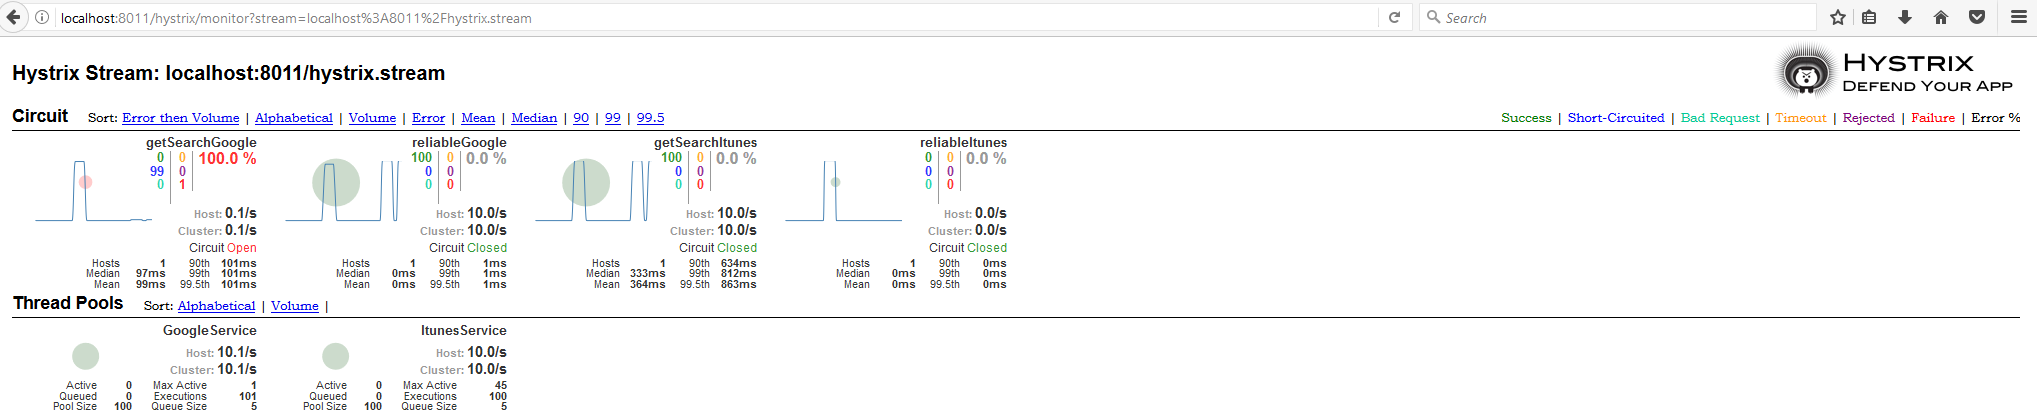 localhost:8011/hystrix/monitor?stream=localhost%3A8011%2Fhystrix.stream
Search
Hystrix Stream: localhost:8011/hystrix.stream
HYSTRIX
DEFEND YOUR APP
Circuit Sort: Error then Volume | Alphabetical | Volume | Error | Mean | Median | 90 | 99 | 99.5
Success | Short-Circuited | Bad Request | Timeout | Rejected | Failure | Error %
getSearchGoogle
0 0 100.0 %
99 0
0 1
Host: 0.1/s
Cluster: 0.1/s
Circuit Open
Hosts 1 90th 101ms
Median 97ms 99th 101ms
Mean 99ms 99.5th 101ms
reliableGoogle
100 0 0.0 %
0 0
0 0
Host: 10.0/s
Cluster: 10.0/s
Circuit Closed
Hosts 1 90th 1ms
Median 0ms 99th 1ms
Mean 0ms 99.5th 1ms
getSearchItunes
100 0 0.0 %
0 0
0 0
Host: 10.0/s
Cluster: 10.0/s
Circuit Closed
Hosts 1 90th 634ms
Median 333ms 99th 812ms
Mean 364ms 99.5th 863ms
reliableItunes
0 0 0.0 %
0 0
0 0
Host: 0.0/s
Cluster: 0.0/s
Circuit Closed
Hosts 1 90th 0ms
Median 0ms 99th 0ms
Mean 0ms 99.5th 0ms
Thread Pools Sort: Alphabetical | Volume |
GoogleService
Host: 10.1/s
Cluster: 10.1/s
Active 0 Max Active 1
Queued 0 Executions 101
Pool Size 100 Queue Size 5
ItunesService
Host: 10.0/s
Cluster: 10.0/s
Active 0 Max Active 45
Queued 0 Executions 100
Pool Size 100 Queue Size 5